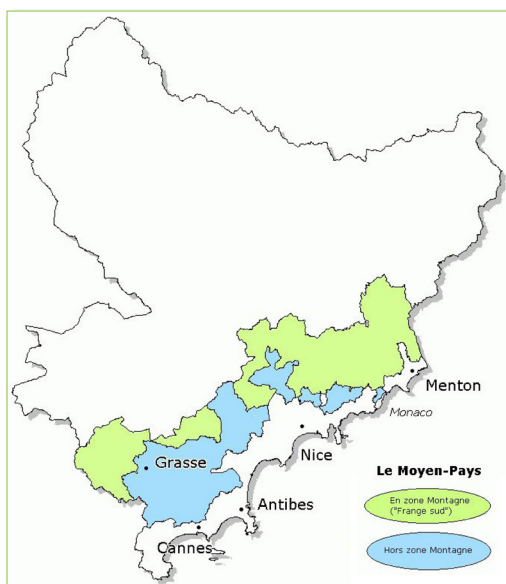 Menton
Monaco
Nice
Grasse
Antibes
Cannes
Le Moyen-Pays
En zone Montagne
("Frange sud")
Hors zone Montagne